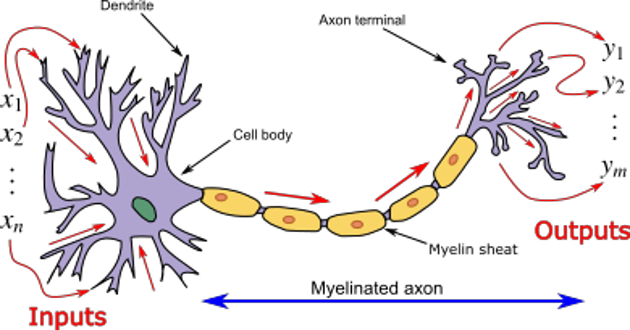 Dendrite
Axon terminal
y1
x1
y2
x2
Cell body
⋮
⋮
ym
xn
Outputs
Myelin sheat
Myelinated axon
Inputs